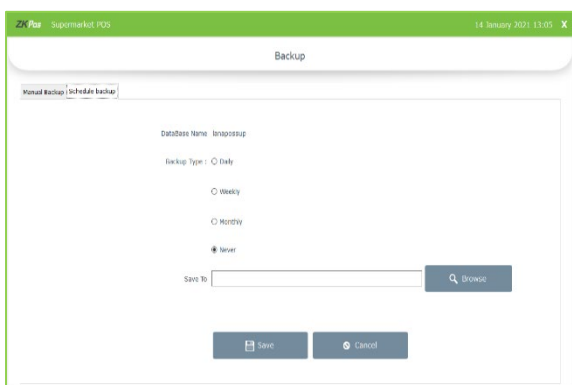 ZKPos Supermarket POS 14 January 2021 13:05 X
Backup
Manual Backup Schedule backup
DataBase Name lanapossup
Backup Type : Daily
Weekly
Monthly
Never
Save To Browse
Save Cancel